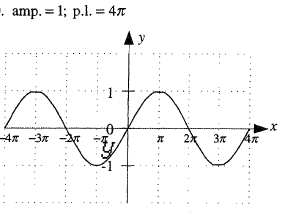 ). amp. = 1; p.l. = 4π
y
1
-4π -3π -2π -π 0 π 2π 3π 4π x
-1